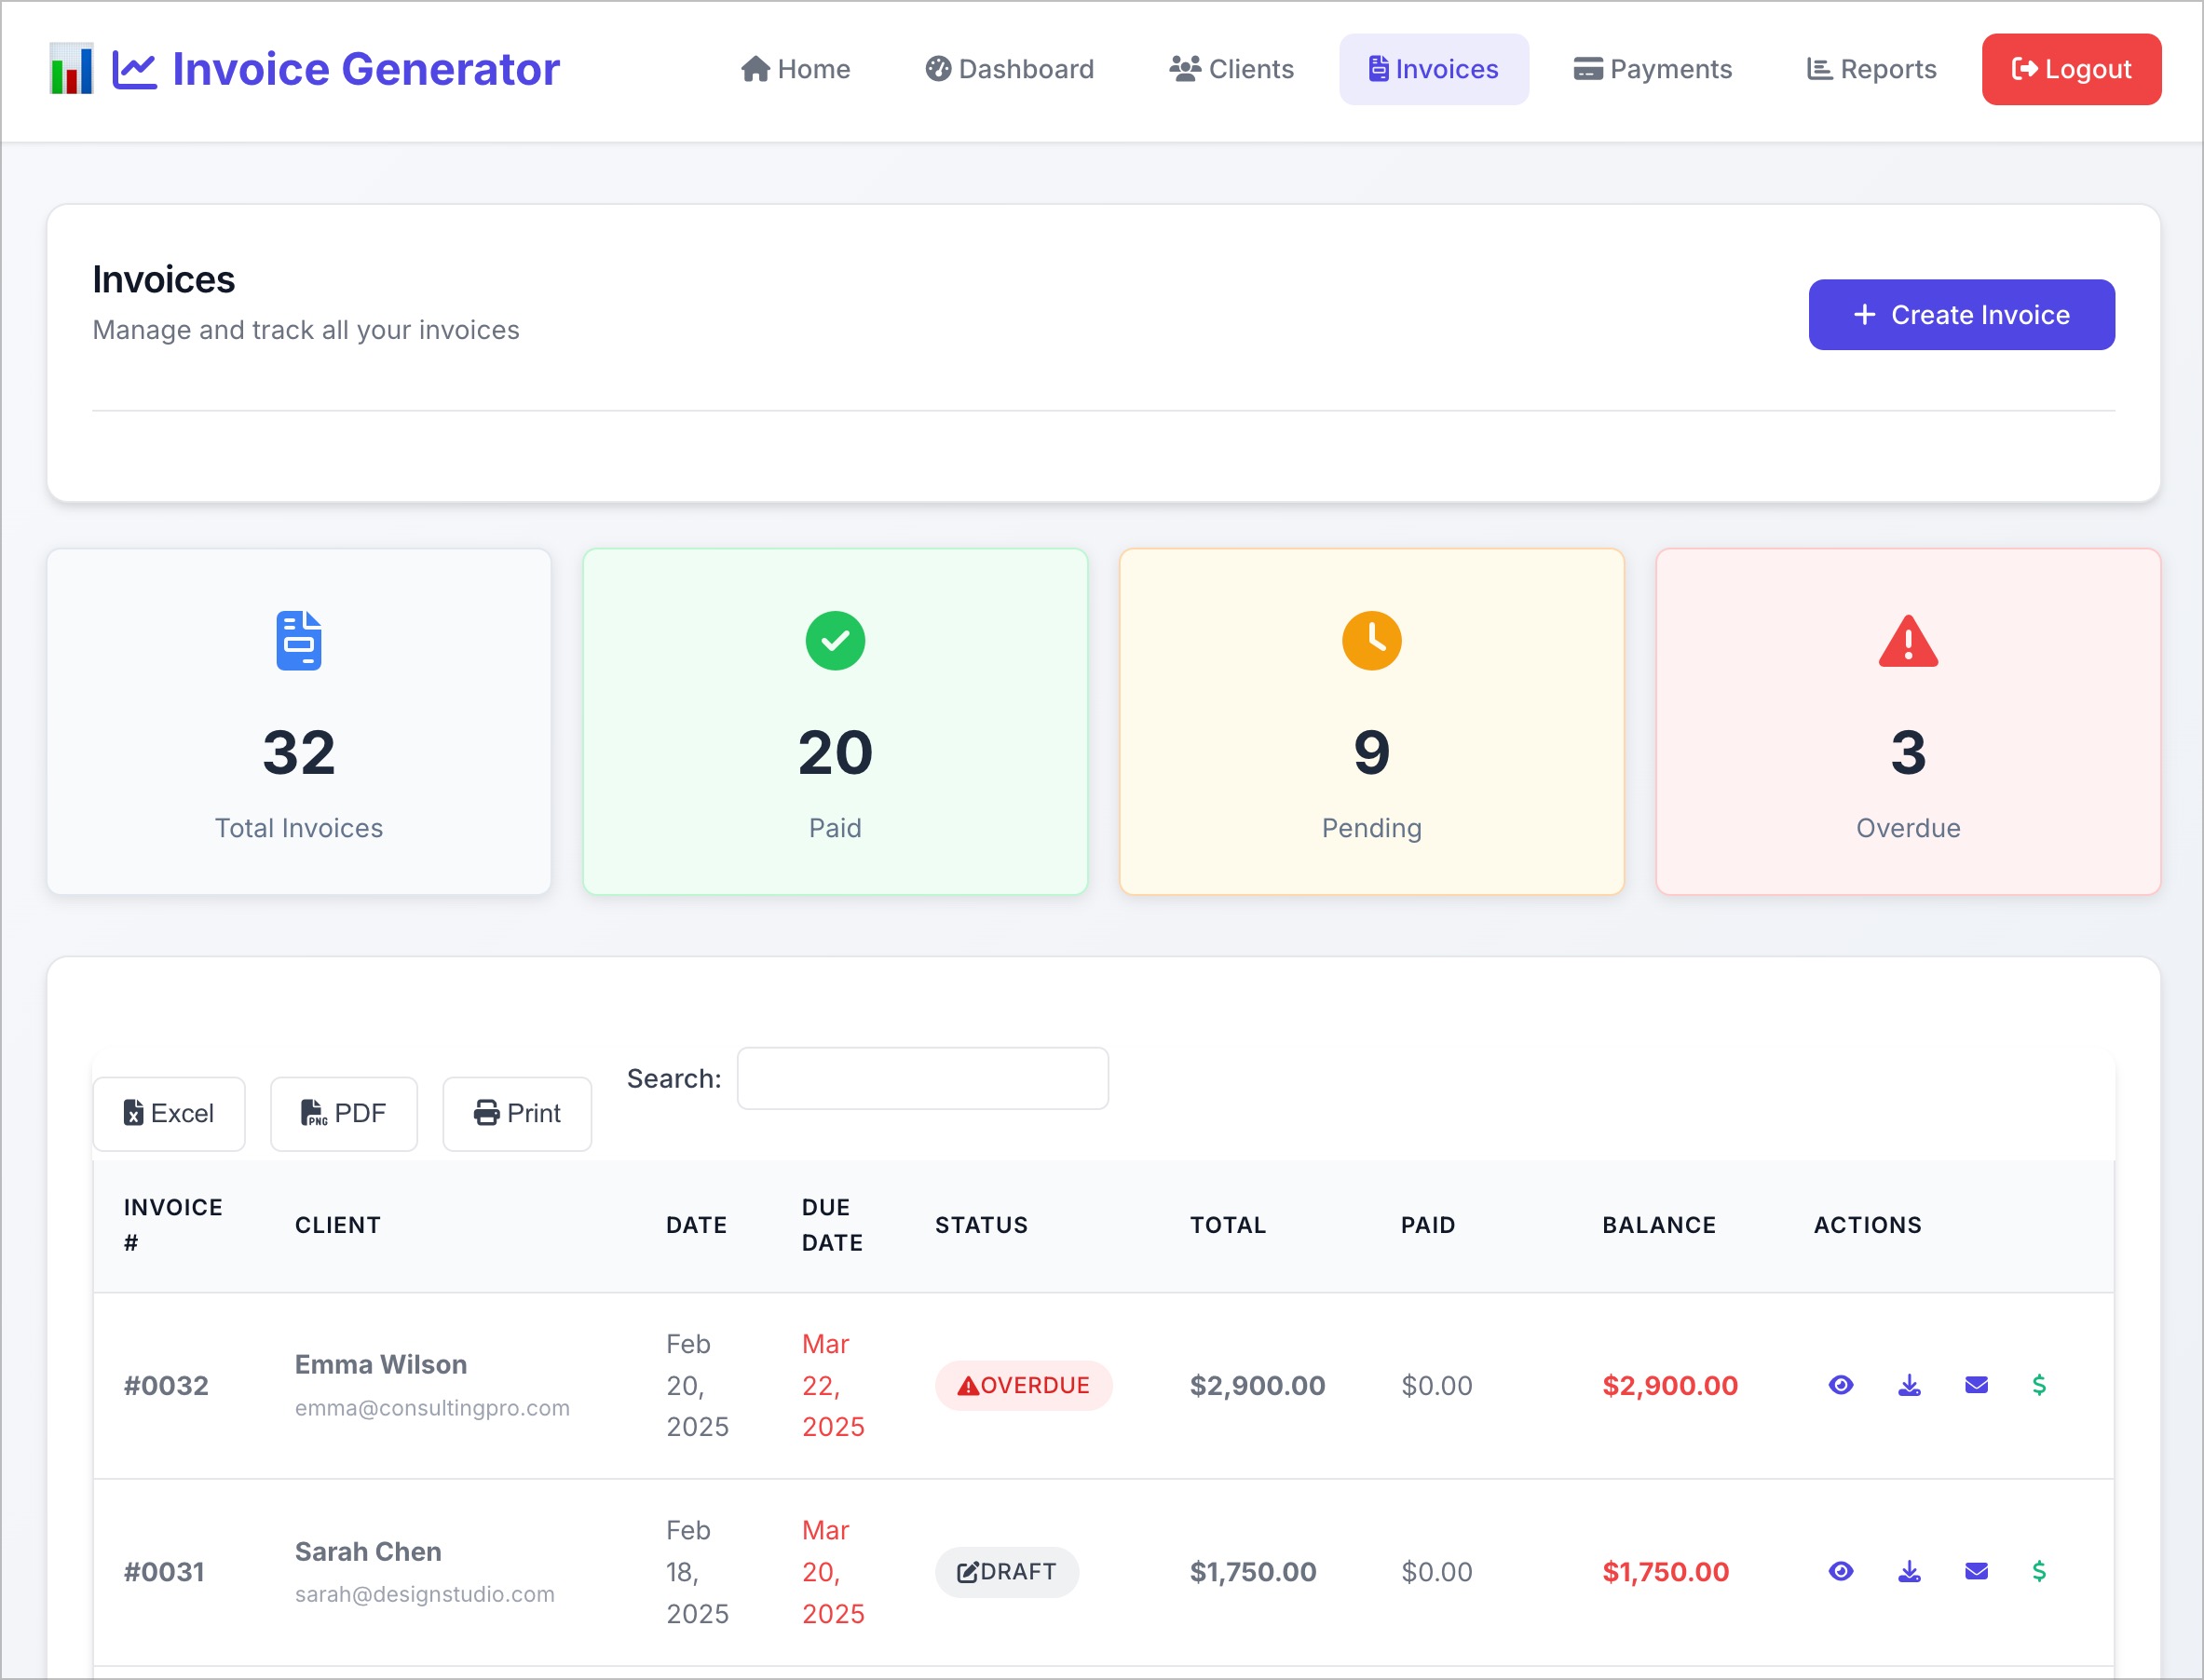 Invoice Generator
Home
Dashboard
Clients
Invoices
Payments
Reports
Logout
Invoices
Manage and track all your invoices
Create Invoice
32
Total Invoices
20
Paid
9
Pending
3
Overdue
Excel
PNG PDF
Print
Search:
INVOICE #
CLIENT
DATE
DUE DATE
STATUS
TOTAL
PAID
BALANCE
ACTIONS
#0032
Emma Wilson
emma@consultingpro.com
Feb
20,
2025
Mar
22,
2025
OVERDUE
$2,900.00
$0.00
$2,900.00
$
#0031
Sarah Chen
sarah@designstudio.com
Feb
18,
2025
Mar
20,
2025
DRAFT
$1,750.00
$0.00
$1,750.00
$